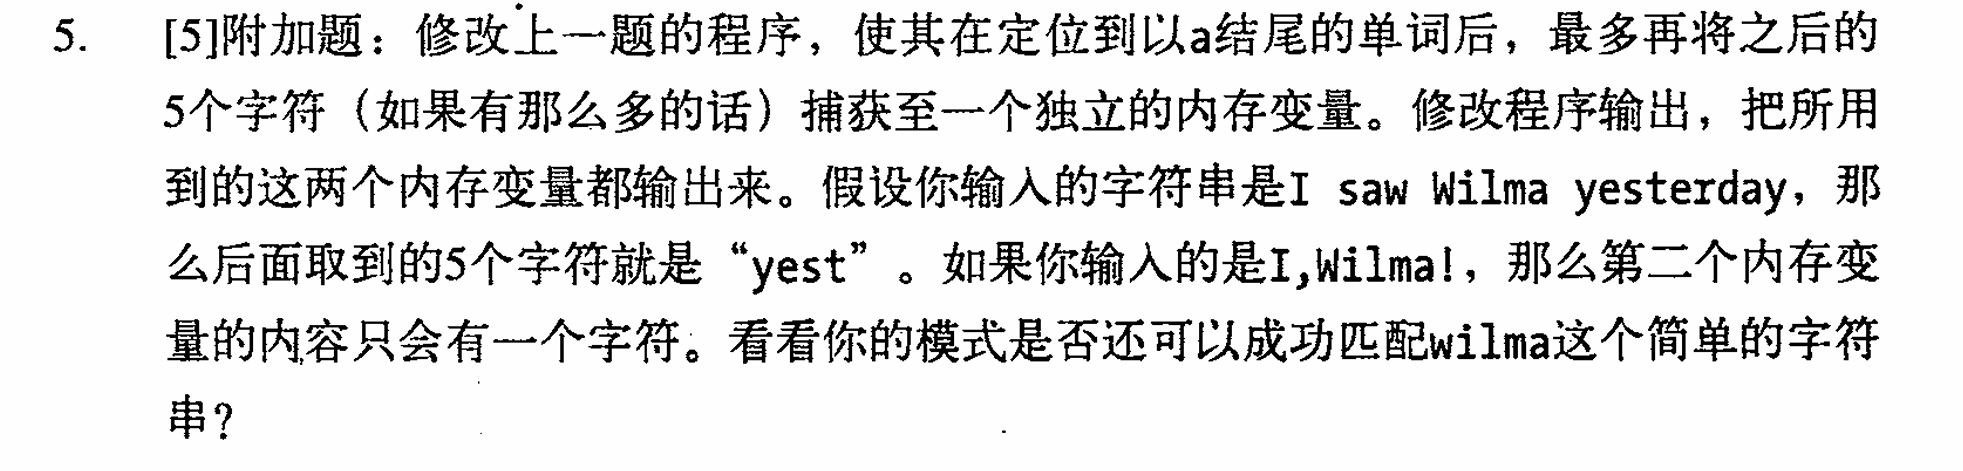 5. [5]附加题：修改上一题的程序，使其在定位到以a结尾的单词后，最多再将之后的
5个字符（如果有那么多的话）捕获至一个独立的内存变量。修改程序输出，把所用
到的这两个内存变量都输出来。假设你输入的字符串是I saw Wilma yesterday，那
么后面取到的5个字符就是“yest”。如果你输入的是I,Wilma!，那么第二个内存变
量的内容只会有一个字符。看看你的模式是否还可以成功匹配wilma这个简单的字符
串？